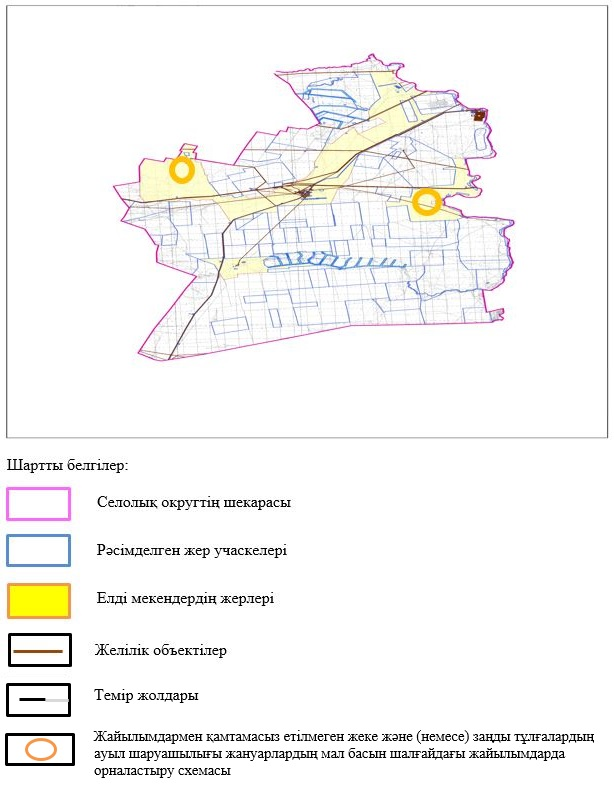 Шартты белгілер:
Селолық округтің шекарасы
Рәсімделген жер учаскелері
Елді мекендердің жерлері
Желілік объектілер
Темір жолдары
Жайылымдармен қамтамасыз етілмеген жеке және (немесе) заңды тұлғалардың
ауыл шаруашылығы жануарлардың мал басын шалғайдағы жайылымдарда
орналастыру схемасы